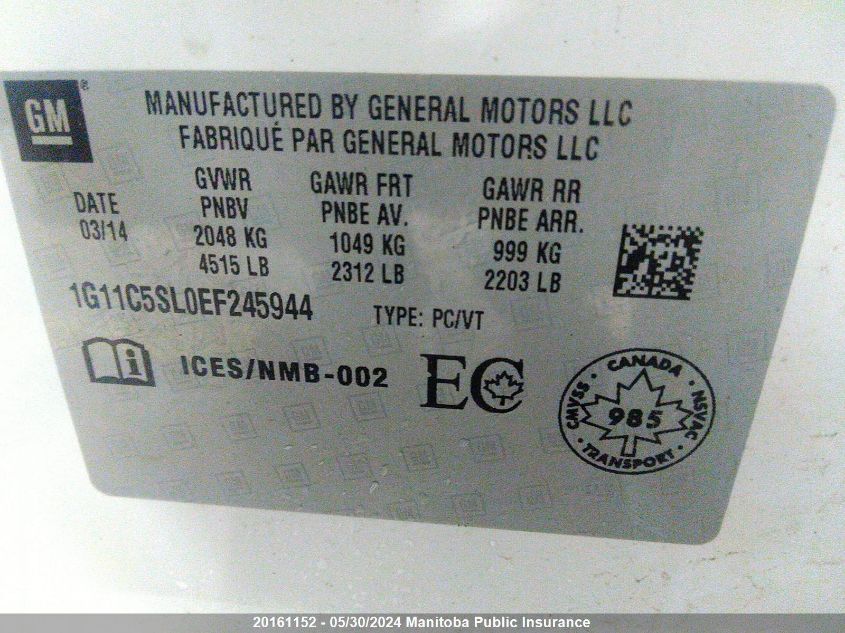 GM ®
MANUFACTURED BY GENERAL MOTORS LLC
FABRIQUÉ PAR GENERAL MOTORS LLC
DATE
03/14
GVWR
PNBV
2048 KG
4515 LB
GAWR FRT
PNBE AV.
1049 KG
2312 LB
GAWR RR
PNBE ARR.
999 KG
2203 LB
1G11C5SL0EF245944
TYPE: PC/VT
i
ICES/NMB-002
EC
CANADA
CMVSS
985
NSVAC
TRANSPORT
20161152 - 05/30/2024 Manitoba Public Insurance